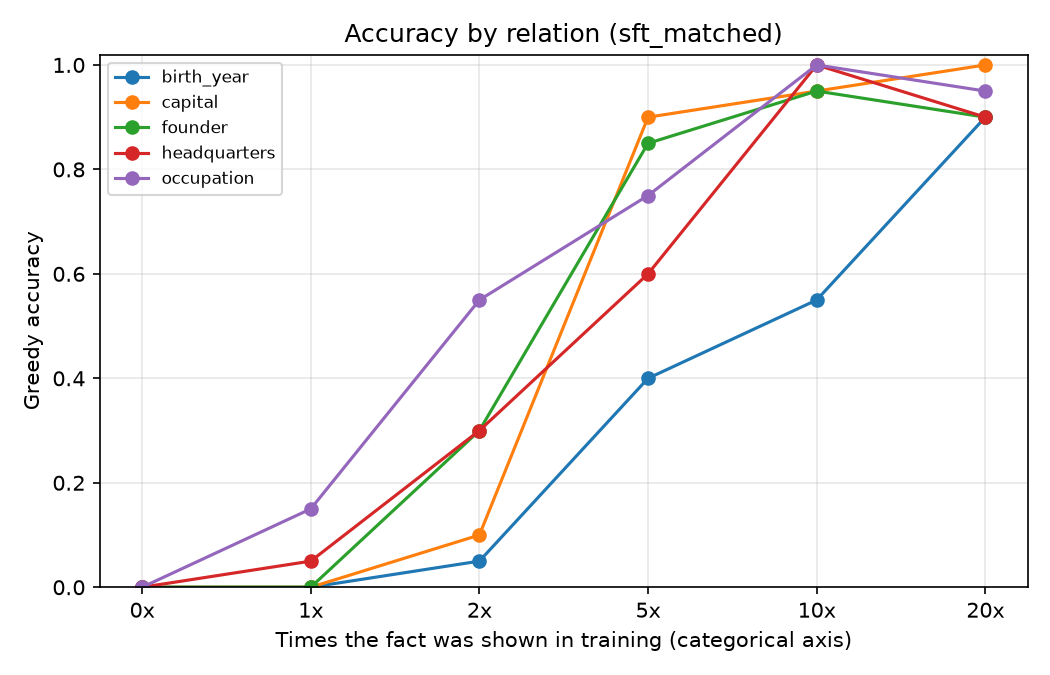 Accuracy by relation (sft_matched)
birth_year
capital
founder
headquarters
occupation
Greedy accuracy
1.0
0.8
0.6
0.4
0.2
0.0
0x 1x 2x 5x 10x 20x
Times the fact was shown in training (categorical axis)